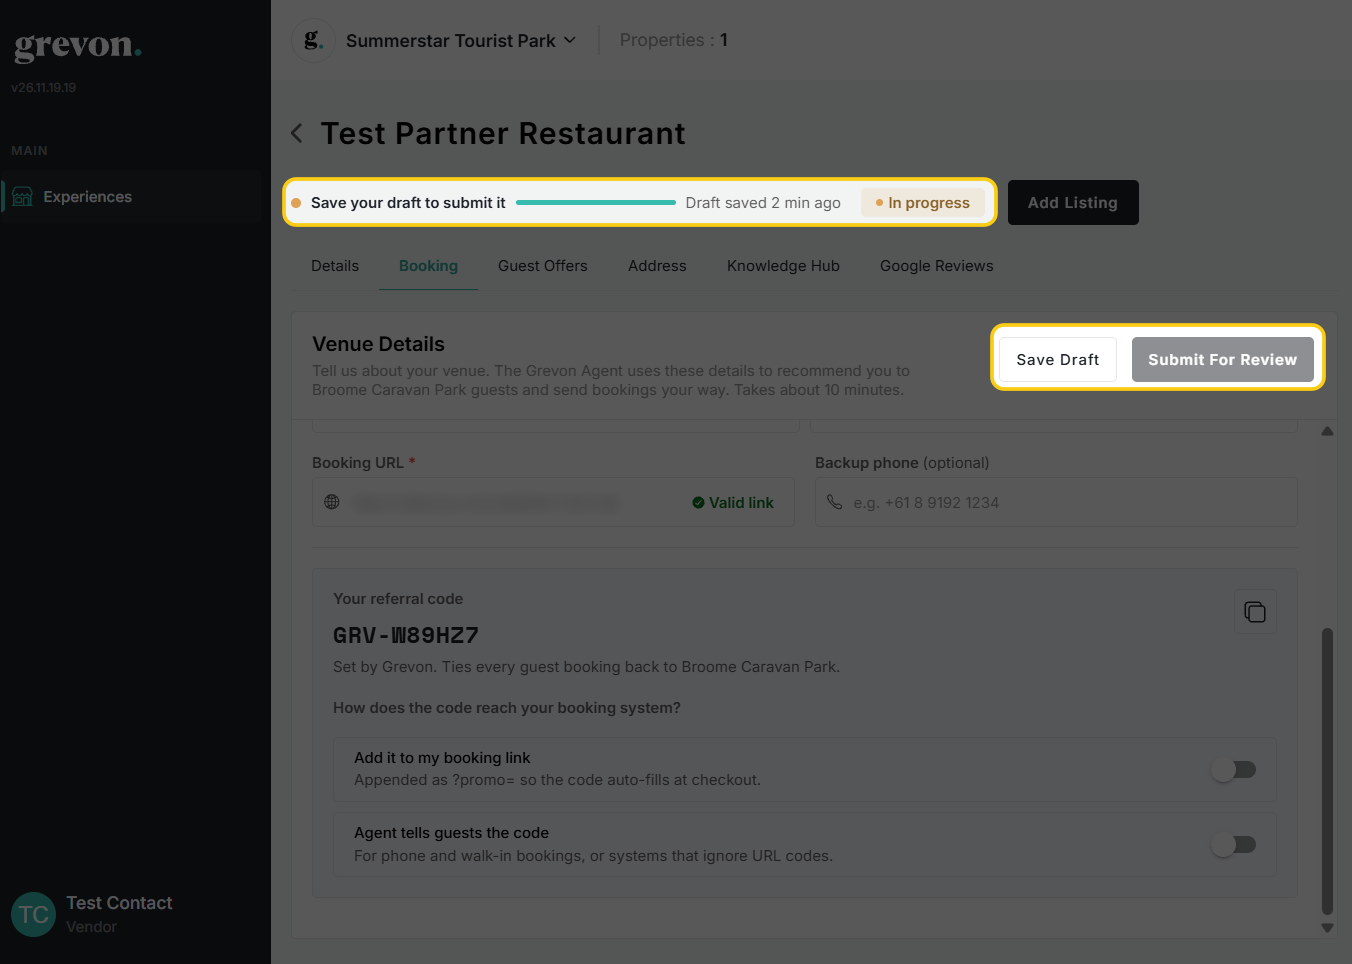 grevon.
v26.11.19.19
MAIN
Experiences
g.
Summerstar Tourist Park
Properties : 1
Test Partner Restaurant
Save your draft to submit it
Draft saved 2 min ago
In progress
Add Listing
Details
Booking
Guest Offers
Address
Knowledge Hub
Google Reviews
Venue Details
Tell us about your venue. The Grevon Agent uses these details to recommend you to
Broome Caravan Park guests and send bookings your way. Takes about 10 minutes.
Save Draft
Submit For Review
Booking URL *
Valid link
Backup phone (optional)
e.g. +61 8 9192 1234
Your referral code
GRV-W89HZ7
Set by Grevon. Ties every guest booking back to Broome Caravan Park.
How does the code reach your booking system?
Add it to my booking link
Appended as ?promo= so the code auto-fills at checkout.
Agent tells guests the code
For phone and walk-in bookings, or systems that ignore URL codes.
TC
Test Contact
Vendor